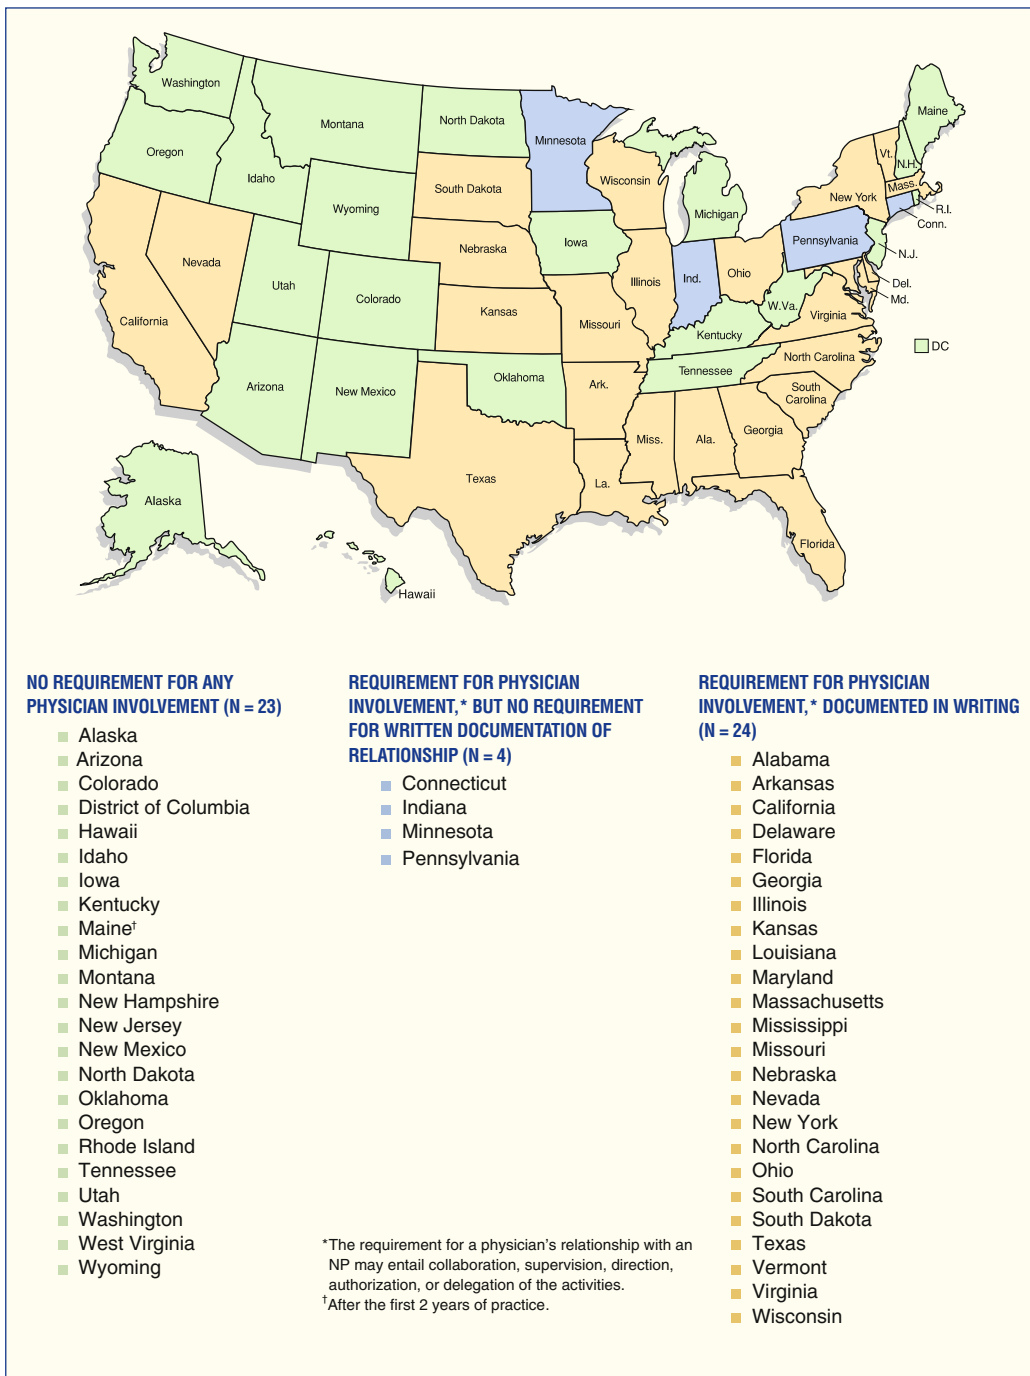 Washington
Montana
North Dakota
Minnesota
Maine
Oregon
Idaho
Wyoming
South Dakota
Wisconsin
Michigan
Vt.
N.H.
Mass.
New York
R.I.
Conn.
Nevada
Utah
Colorado
Nebraska
Iowa
Illinois
Ind.
Ohio
Pennsylvania
N.J.
Del.
Md.
W.Va.
Virginia
California
Kansas
Missouri
Kentucky
DC
Arizona
New Mexico
Oklahoma
Ark.
Tennessee
North Carolina
South
Carolina
Texas
La.
Miss.
Ala.
Georgia
Florida
Alaska
Hawaii
NO REQUIREMENT FOR ANY
PHYSICIAN INVOLVEMENT (N = 23)
Alaska
Arizona
Colorado
District of Columbia
Hawaii
Idaho
Iowa
Kentucky
Maine†
Michigan
Montana
New Hampshire
New Jersey
New Mexico
North Dakota
Oklahoma
Oregon
Rhode Island
Tennessee
Utah
Washington
West Virginia
Wyoming
REQUIREMENT FOR PHYSICIAN
INVOLVEMENT,* BUT NO REQUIREMENT
FOR WRITTEN DOCUMENTATION OF
RELATIONSHIP (N = 4)
Connecticut
Indiana
Minnesota
Pennsylvania
REQUIREMENT FOR PHYSICIAN
INVOLVEMENT,* DOCUMENTED IN WRITING
(N = 24)
Alabama
Arkansas
California
Delaware
Florida
Georgia
Illinois
Kansas
Louisiana
Maryland
Massachusetts
Mississippi
Missouri
Nebraska
Nevada
New York
North Carolina
Ohio
South Carolina
South Dakota
Texas
Vermont
Virginia
Wisconsin
*The requirement for a physician's relationship with an
NP may entail collaboration, supervision, direction,
authorization, or delegation of the activities.
†After the first 2 years of practice.